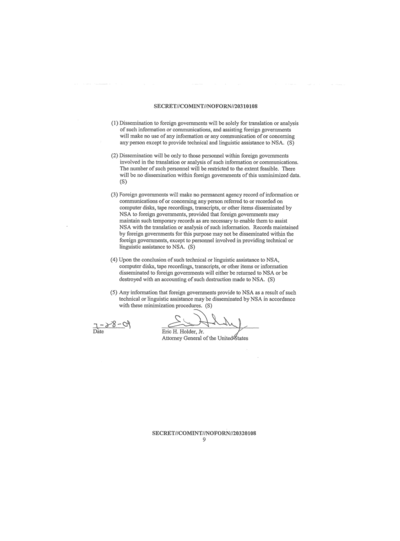 SECRET//COMINT//NOFORN//20310108
(1) Dissemination to foreign governments will be solely for translation or analysis
of such information or communications, and assisting foreign governments
will make no use of any information or any communication of or concerning
any person except to provide technical and linguistic assistance to NSA. (S)
(2) Dissemination will be only to those personnel within foreign governments
involved in the translation or analysis of such information or communications.
The number of such personnel will be restricted to the extent feasible. There
will be no dissemination within foreign governments of this unminimized data.
(S)
(3) Foreign governments will make no permanent agency record of information or
communications of or concerning any person referred to or recorded on
computer disks, tape recordings, transcripts, or other items disseminated by
NSA to foreign governments, provided that foreign governments may
maintain such temporary records as are necessary to enable them to assist
NSA with the translation or analysis of such information. Records maintained
by foreign governments for this purpose may not be disseminated within the
foreign governments, except to personnel involved in providing technical or
linguistic assistance to NSA. (S)
(4) Upon the conclusion of such technical or linguistic assistance to NSA,
computer disks, tape recordings, transcripts, or other items or information
disseminated to foreign governments will either be returned to NSA or be
destroyed with an accounting of such destruction made to NSA. (S)
(5) Any information that foreign governments provide to NSA as a result of such
technical or linguistic assistance may be disseminated by NSA in accordance
with these minimization procedures. (S)
7-28-09
Date
Eric H. Holder, Jr.
Attorney General of the United States
SECRET//COMINT//NOFORN//20320108
9